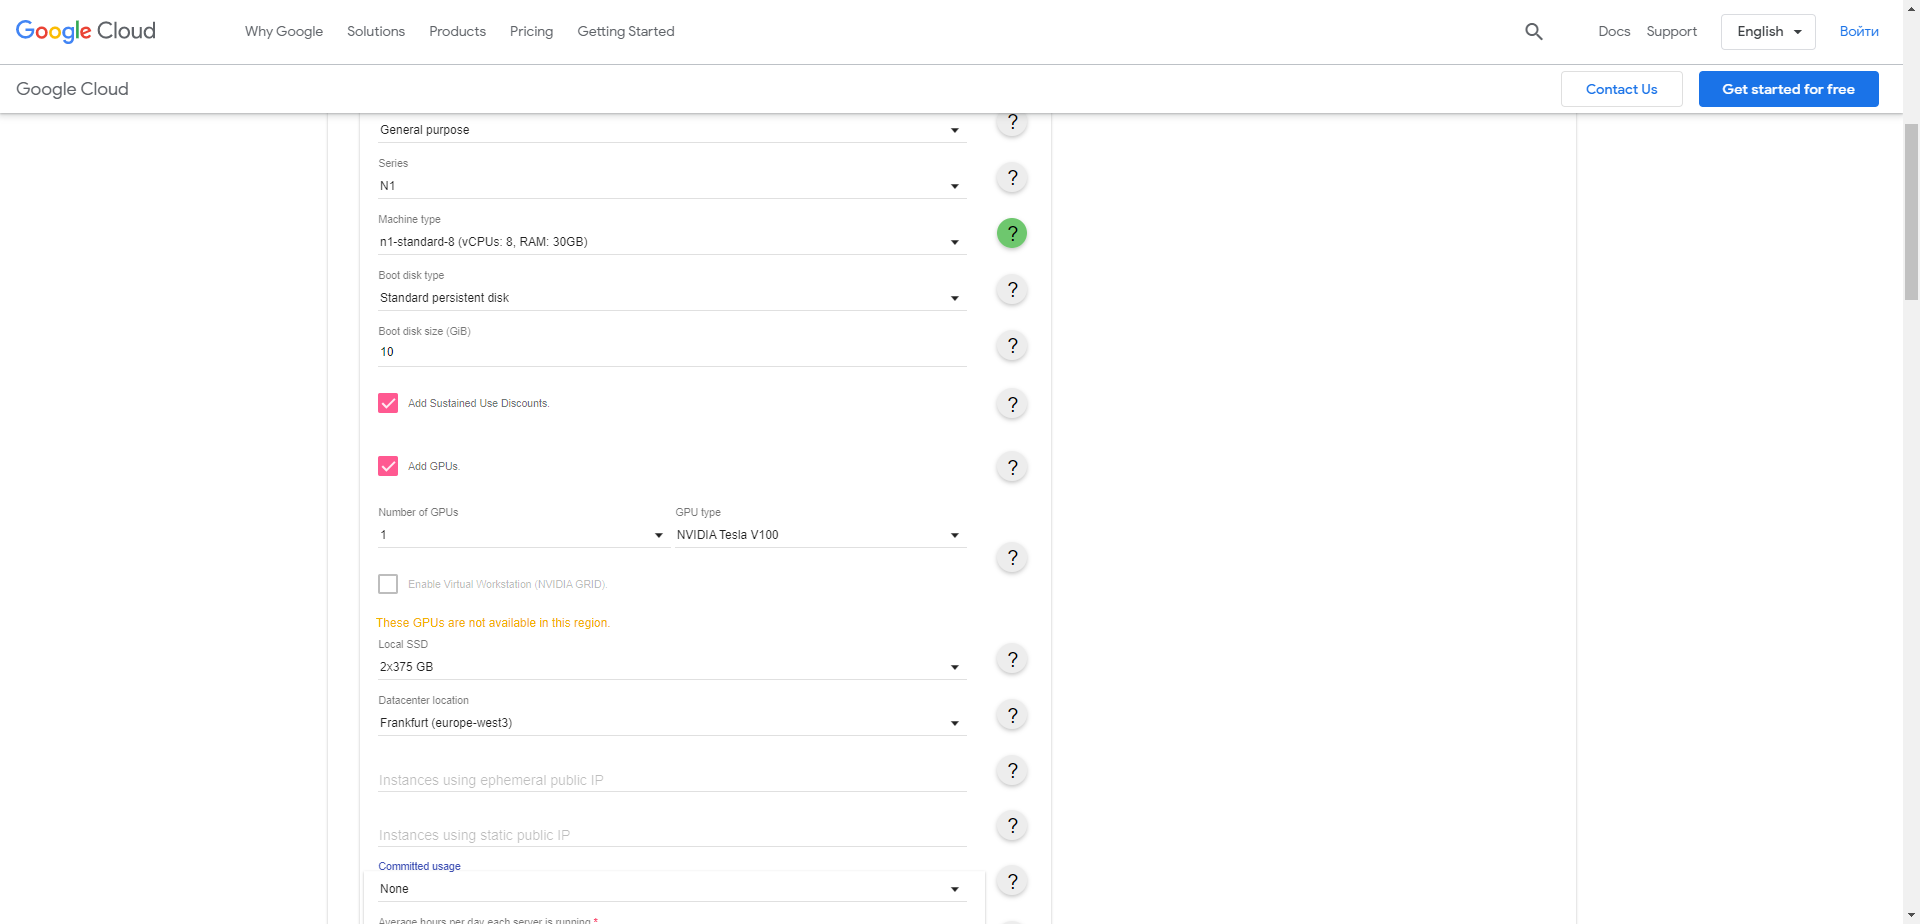 Google Cloud
Why Google
Solutions
Products
Pricing
Getting Started
Docs
Support
English
Войти
Google Cloud
Contact Us
Get started for free
General purpose
?
Series
N1
?
Machine type
n1-standard-8 (vCPUs: 8, RAM: 30GB)
?
Boot disk type
Standard persistent disk
?
Boot disk size (GiB)
10
?
Add Sustained Use Discounts.
?
Add GPUs.
?
Number of GPUs
1
GPU type
NVIDIA Tesla V100
?
Enable Virtual Workstation (NVIDIA GRID).
These GPUs are not available in this region.
Local SSD
2x375 GB
?
Datacenter location
Frankfurt (europe-west3)
?
Instances using ephemeral public IP
?
Instances using static public IP
?
Committed usage
None
?
Average hours per day each server is running *